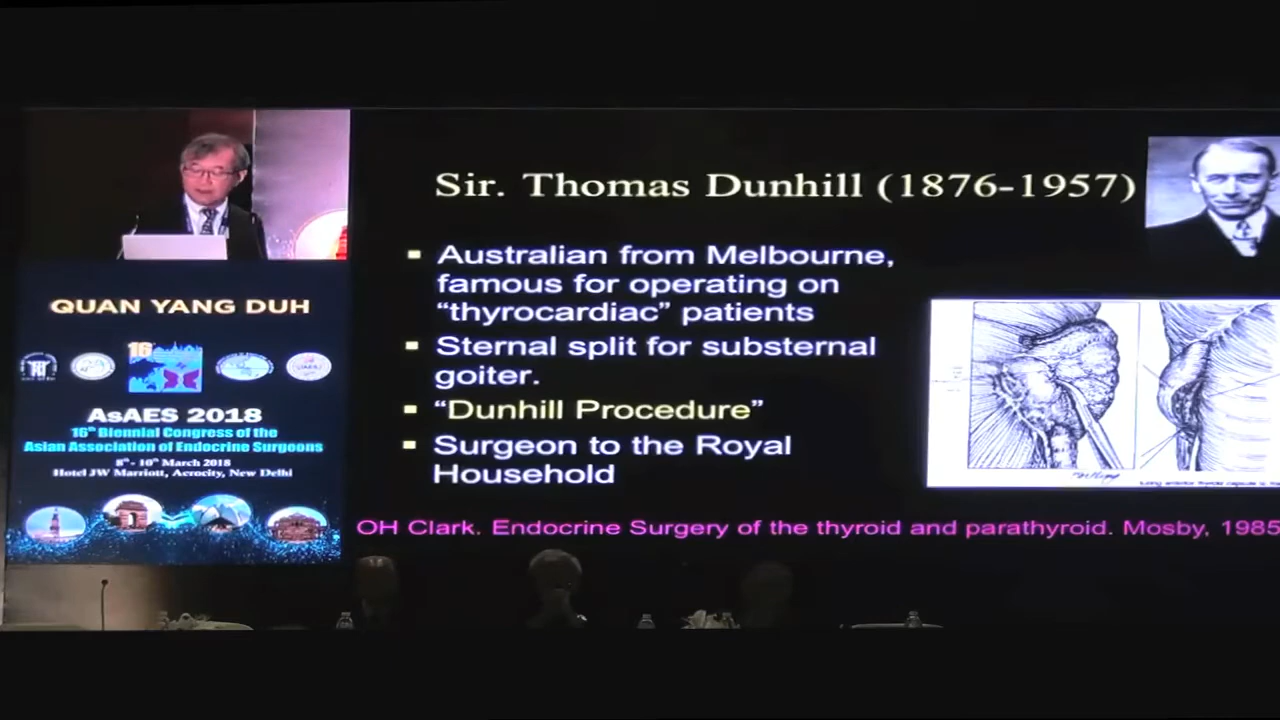 Sir. Thomas Dunhill (1876-1957)
Australian from Melbourne,
famous for operating on
“thyrocardiac” patients
Sternal split for substernal
goiter.
“Dunhill Procedure”
Surgeon to the Royal
Household
OH Clark. Endocrine Surgery of the thyroid and parathyroid. Mosby, 1985
QUAN YANG DUH
16
AsAES 2018
16th Biennial Congress of the
Asian Association of Endocrine Surgeons
8th - 10th March 2018
Hotel JW Marriott, Aerocity, New Delhi